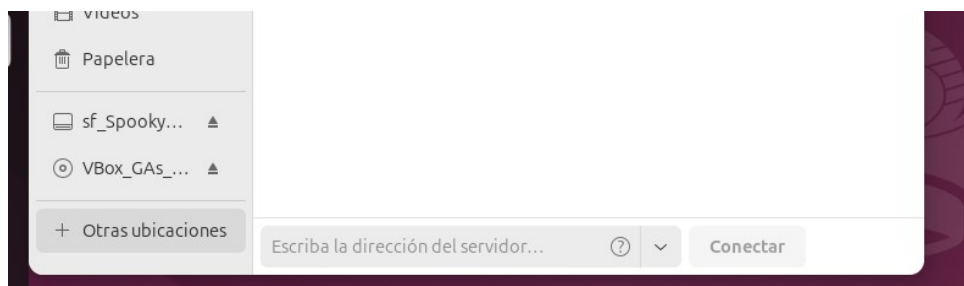 Vídeos
Papelera
sf_Spooky...
VBox_GAs_...
+ Otras ubicaciones
Escriba la dirección del servidor...
Conectar